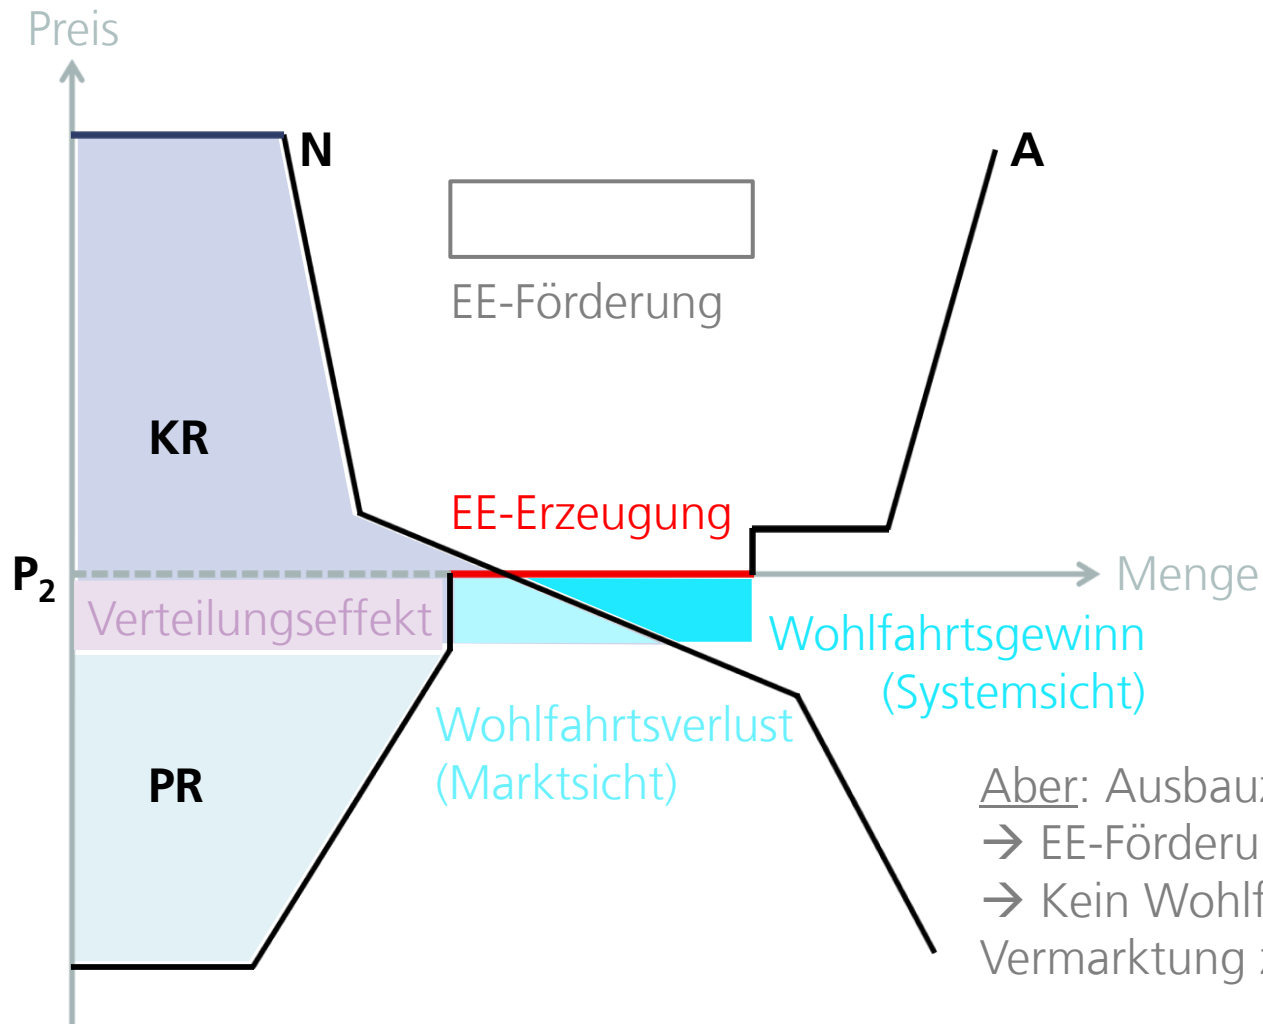 Preis
N
A
EE-Förderung
KR
EE-Erzeugung
P2
Menge
Verteilungseffekt
Wohlfahrtsgewinn
(Systemsicht)
Wohlfahrtsverlust
(Marktsicht)
PR
Aber: Ausbauz
→ EE-Förderu
→ Kein Wohlf
Vermarktung z